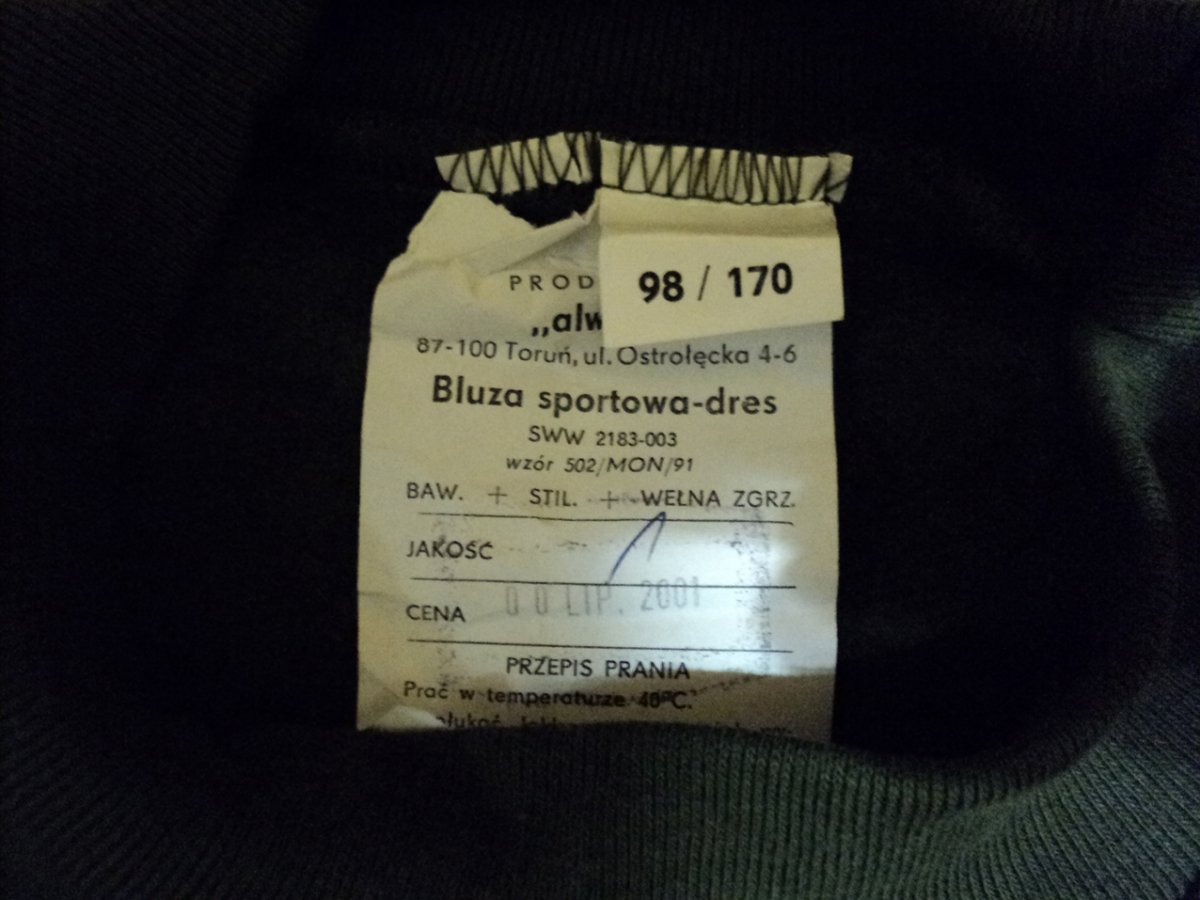 98 / 170
PROD
„alw
87-100 Toruń, ul. Ostrołęcka 4-6
Bluza sportowa-dres
SWW 2183-003
wzór 502/MON/91
BAW. + STIL. + WEŁNA ZGRZ.
JAKOŚĆ
CENA 00 LIP. 2001
PRZEPIS PRANIA
Prać w temperaturze 40°C.